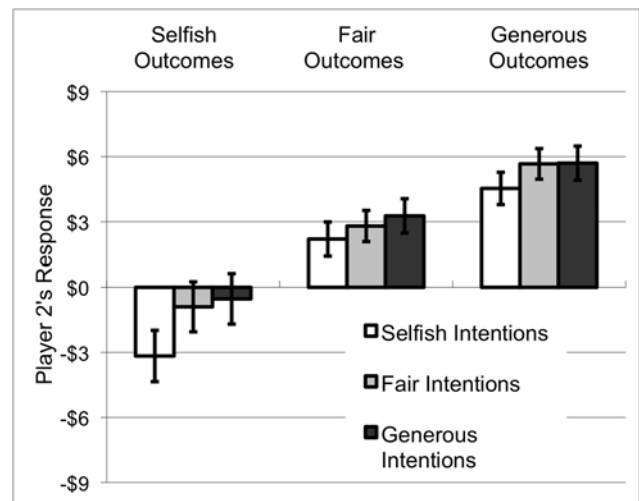 Selfish
Outcomes
Fair
Outcomes
Generous
Outcomes
Player 2's Response
$9
$6
$3
$0
-$3
-$6
-$9
Selfish Intentions
Fair Intentions
Generous
Intentions